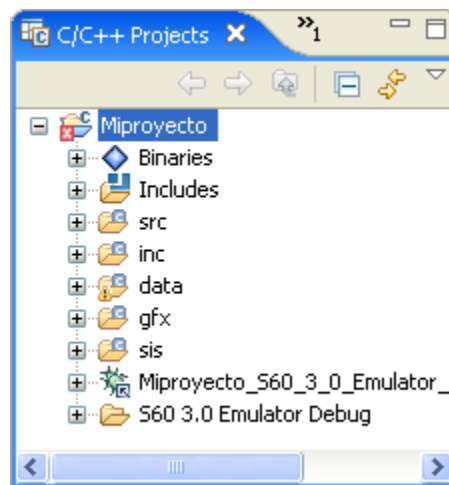 C/C++ Projects
»1
Miproyecto
Binaries
Includes
src
inc
data
gfx
sis
Miproyecto_S60_3_0_Emulator_
S60 3.0 Emulator Debug